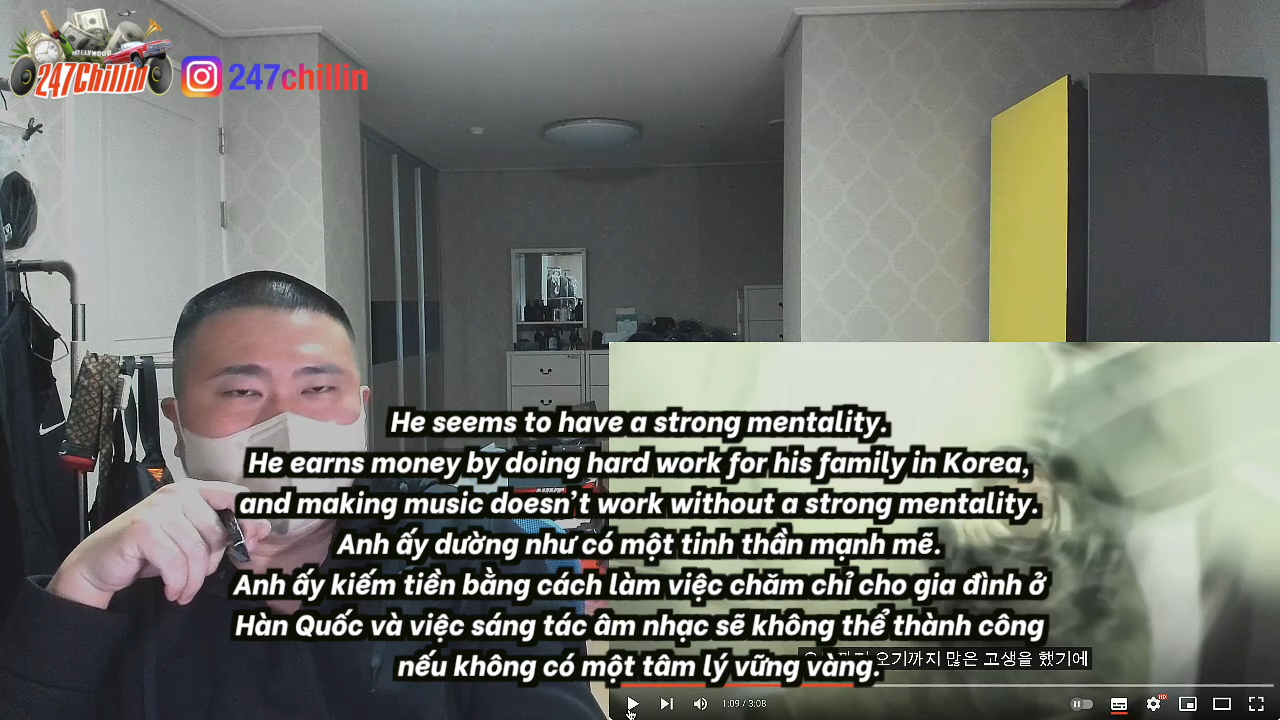 HOLLYWOOD
247Chillin
247chillin
He seems to have a strong mentality.
He earns money by doing hard work for his family in Korea,
and making music doesn't work without a strong mentality.
Anh ấy dường như có một tinh thần mạnh mẽ.
Anh ấy kiếm tiền bằng cách làm việc chăm chỉ cho gia đình ở
Hàn Quốc và việc sáng tác âm nhạc sẽ không thể thành công
nếu không có một tâm lý vững vàng.
오기까지 많은 고생을 했기에
1:09 / 3:08
HD